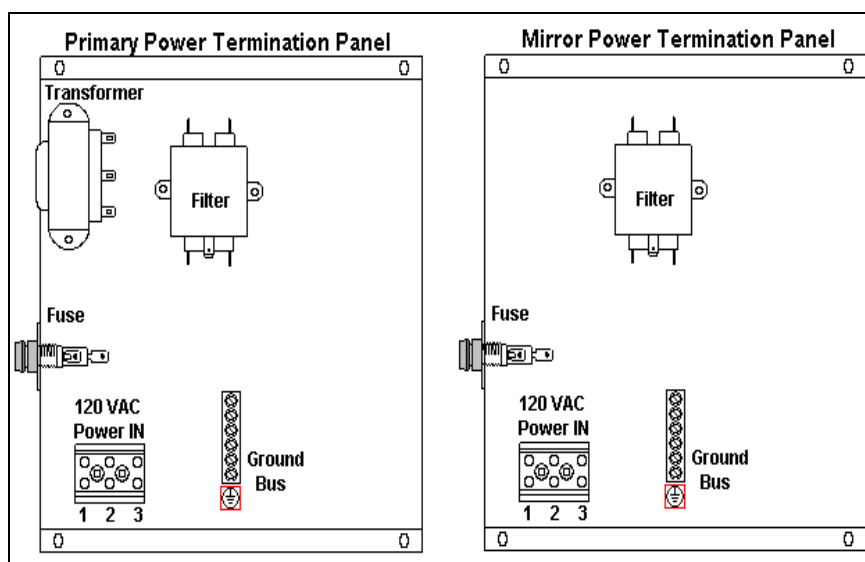 Primary Power Termination Panel
Transformer
Filter
Fuse
120 VAC
Power IN
1 2 3
Ground
Bus
Mirror Power Termination Panel
Filter
Fuse
120 VAC
Power IN
1 2 3
Ground
Bus